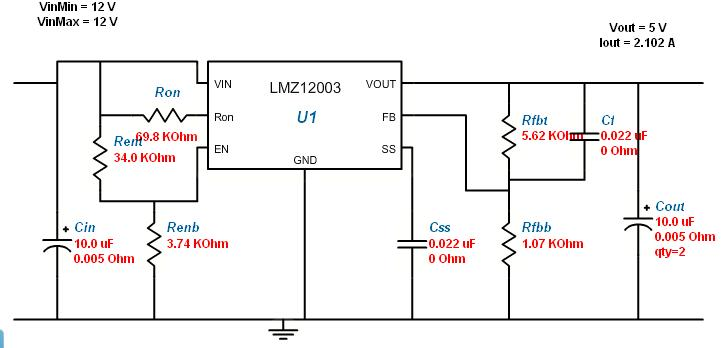 VinMin = 12 V
VinMax = 12 V
Vout = 5 V
Iout = 2.102 A
VIN
LMZ12003
VOUT
Ron
Ron
U1
FB
69.8 KOhm
EN
SS
GND
Rent
34.0 KOhm
Rfbt
5.62 KOhm
Cf
0.022 uF
0 Ohm
Cin
10.0 uF
0.005 Ohm
Renb
3.74 KOhm
Css
0.022 uF
0 Ohm
Rfbb
1.07 KOhm
Cout
10.0 uF
0.005 Ohm
qty=2